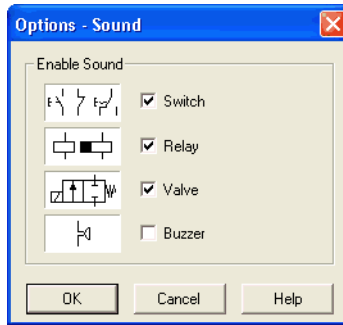 Options - Sound
Enable Sound
Switch
Relay
Valve
Buzzer
OK Cancel Help